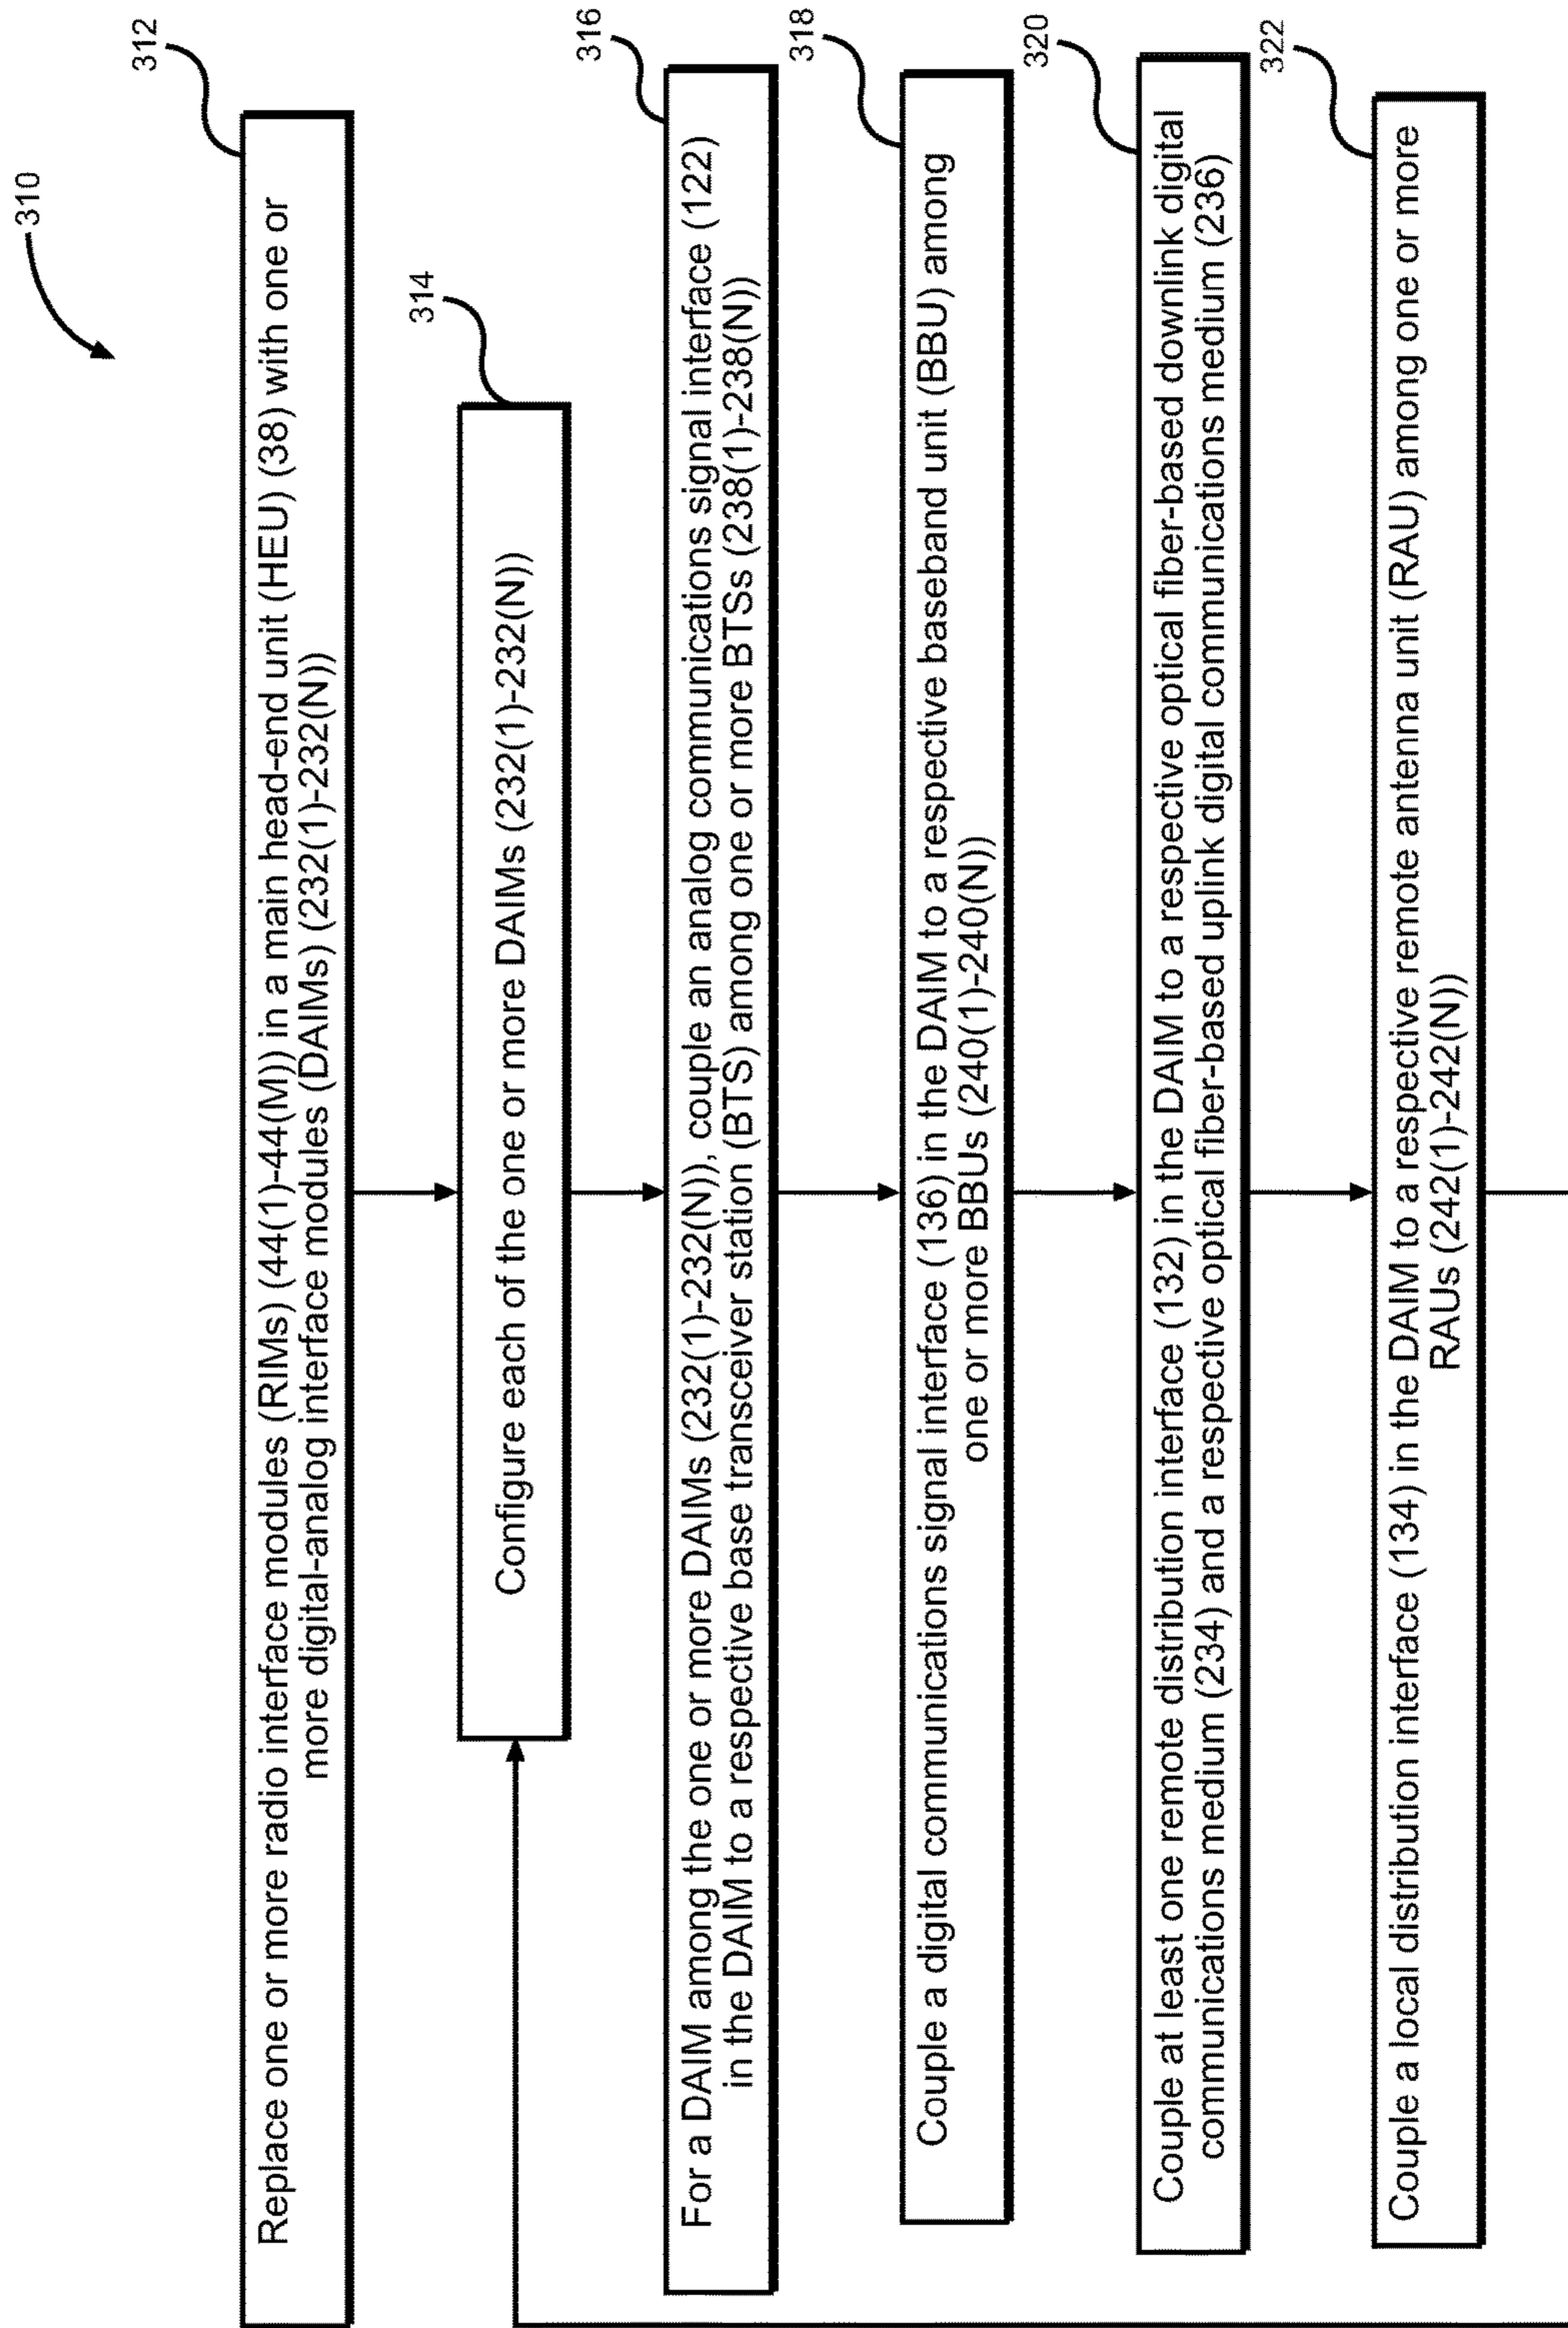 310
312
Replace one or more radio interface modules (RIMs) (44(1)-44(M)) in a main head-end unit (HEU) (38) with one or
more digital-analog interface modules (DAIMs) (232(1)-232(N))
314
Configure each of the one or more DAIMs (232(1)-232(N))
316
For a DAIM among the one or more DAIMs (232(1)-232(N)), couple an analog communications signal interface (122)
in the DAIM to a respective base transceiver station (BTS) among one or more BTSs (238(1)-238(N))
318
Couple a digital communications signal interface (136) in the DAIM to a respective baseband unit (BBU) among
one or more BBUs (240(1)-240(N))
320
Couple at least one remote distribution interface (132) in the DAIM to a respective optical fiber-based downlink digital
communications medium (234) and a respective optical fiber-based uplink digital communications medium (236)
322
Couple a local distribution interface (134) in the DAIM to a respective remote antenna unit (RAU) among one or more
RAUs (242(1)-242(N))